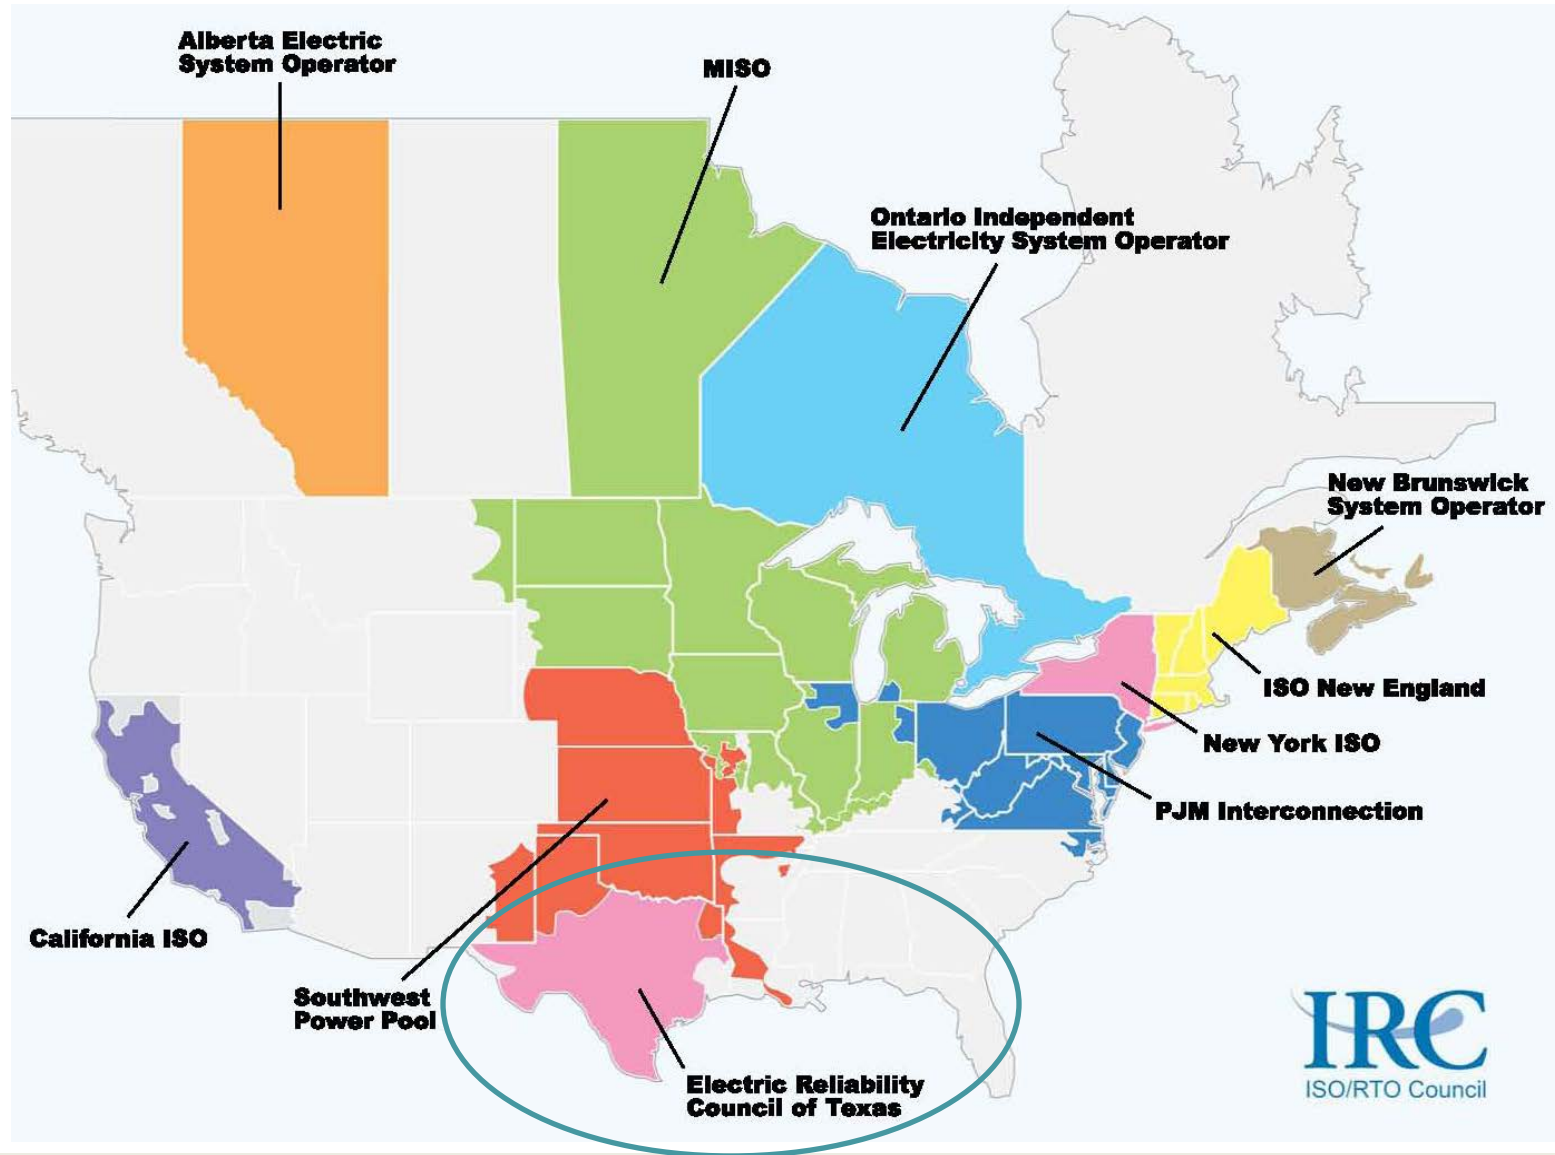 Alberta Electric
System Operator
MISO
Ontario Independent
Electricity System Operator
New Brunswick
System Operator
ISO New England
New York ISO
PJM Interconnection
California ISO
Southwest
Power Pool
Electric Reliability
Council of Texas
IRC
ISO/RTO Council